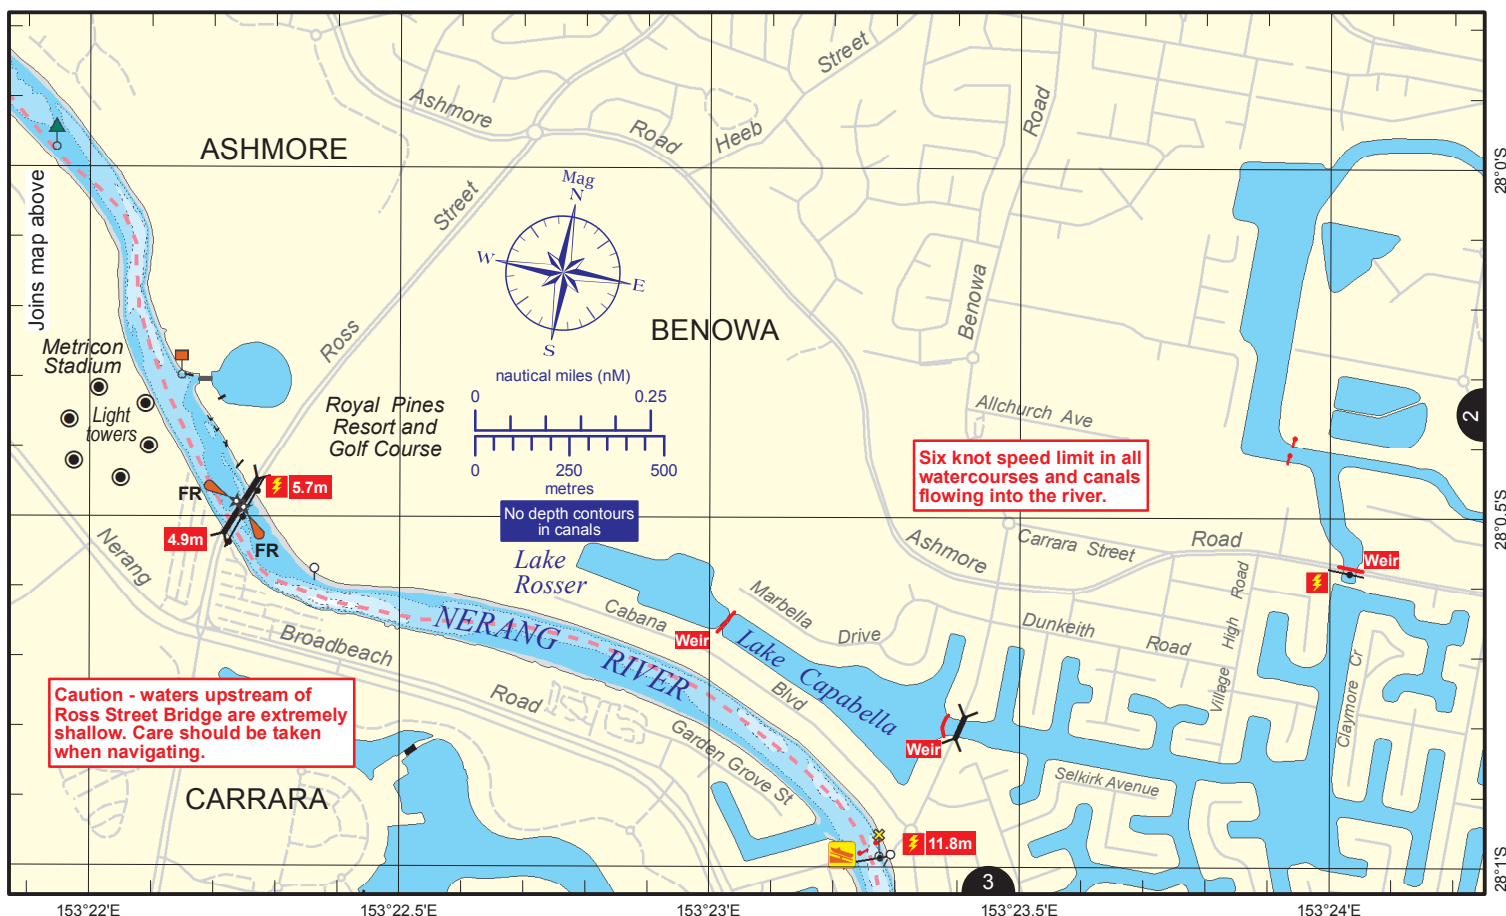 ASHMORE
Ashmore
Road
Heeb
Street
Road
28°0'S
Joins map above
Street
Mag
N
W
E
S
BENOWA
Benowa
Ross
Metricon
Stadium
Light
towers
nautical miles (nM)
0
0.25
0
250
500
metres
Royal Pines
Resort and
Golf Course
Allchurch Ave
2
Six knot speed limit in all
watercourses and canals
flowing into the river.
FR
5.7m
4.9m
FR
No depth contours
in canals
28°0.5'S
Nerang
Lake
Rosser
Ashmore
Carrara Street
Road
Weir
Cabana
Marbella
Drive
Dunkeith
Road
High
Road
Village
Weir
NERANG
RIVER
Broadbeach
Road
Lake
Capabella
Blvd
Claymore Cr
Weir
Caution - waters upstream of
Ross Street Bridge are extremely
shallow. Care should be taken
when navigating.
Garden Grove St
Selkirk Avenue
CARRARA
11.8m
3
28°1'S
153°22'E
153°22.5'E
153°23'E
153°23.5'E
153°24'E